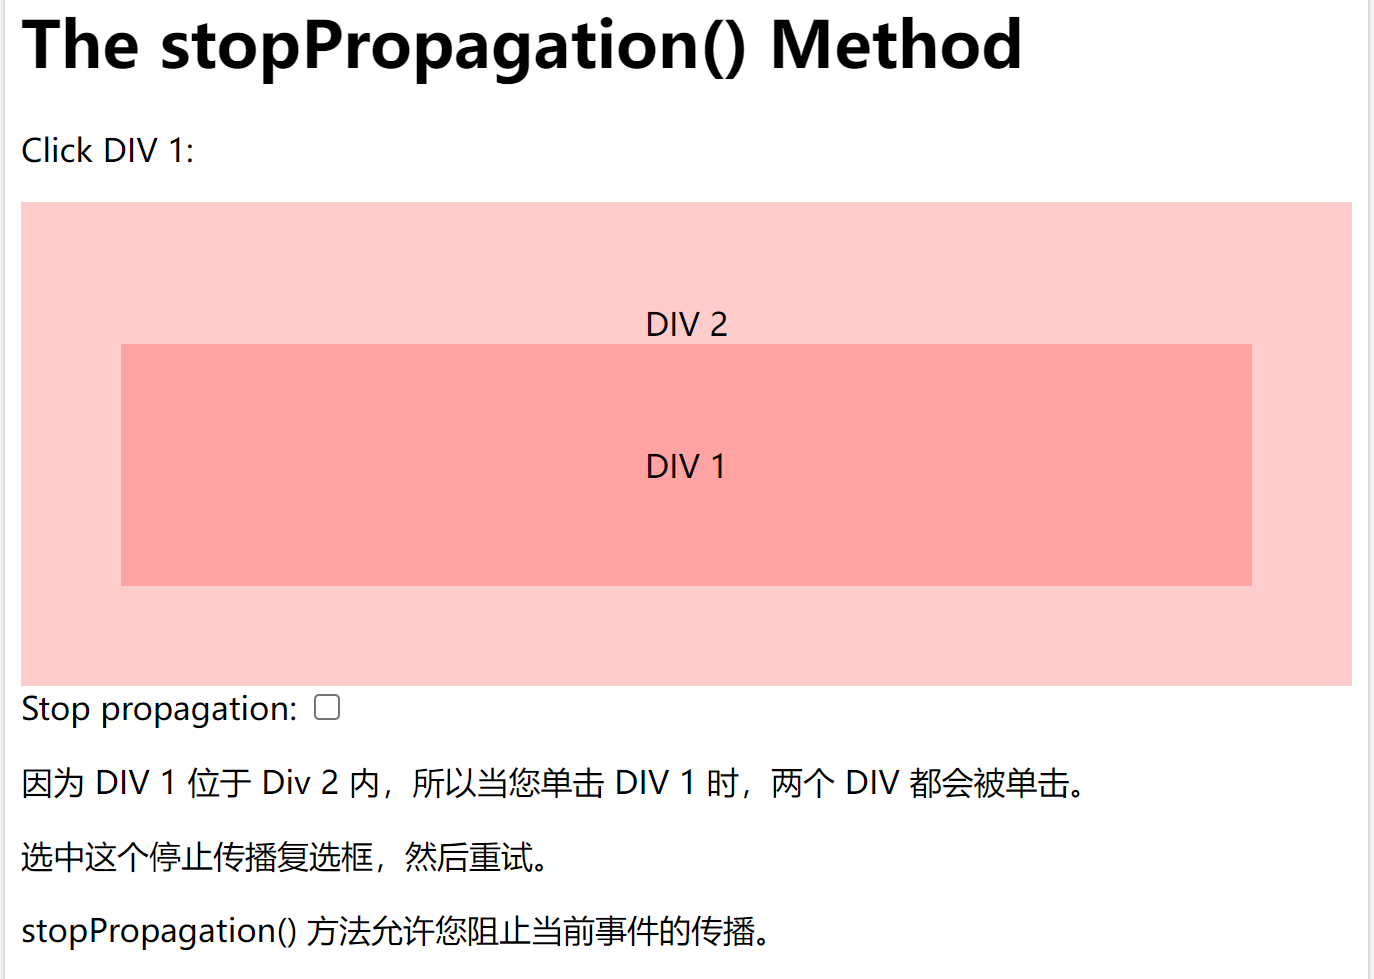 The stopPropagation() Method
Click DIV 1:
DIV 2
DIV 1
Stop propagation:
因为 DIV 1 位于 Div 2 内，所以当您单击 DIV 1 时，两个 DIV 都会被单击。
选中这个停止传播复选框，然后重试。
stopPropagation() 方法允许您阻止当前事件的传播。